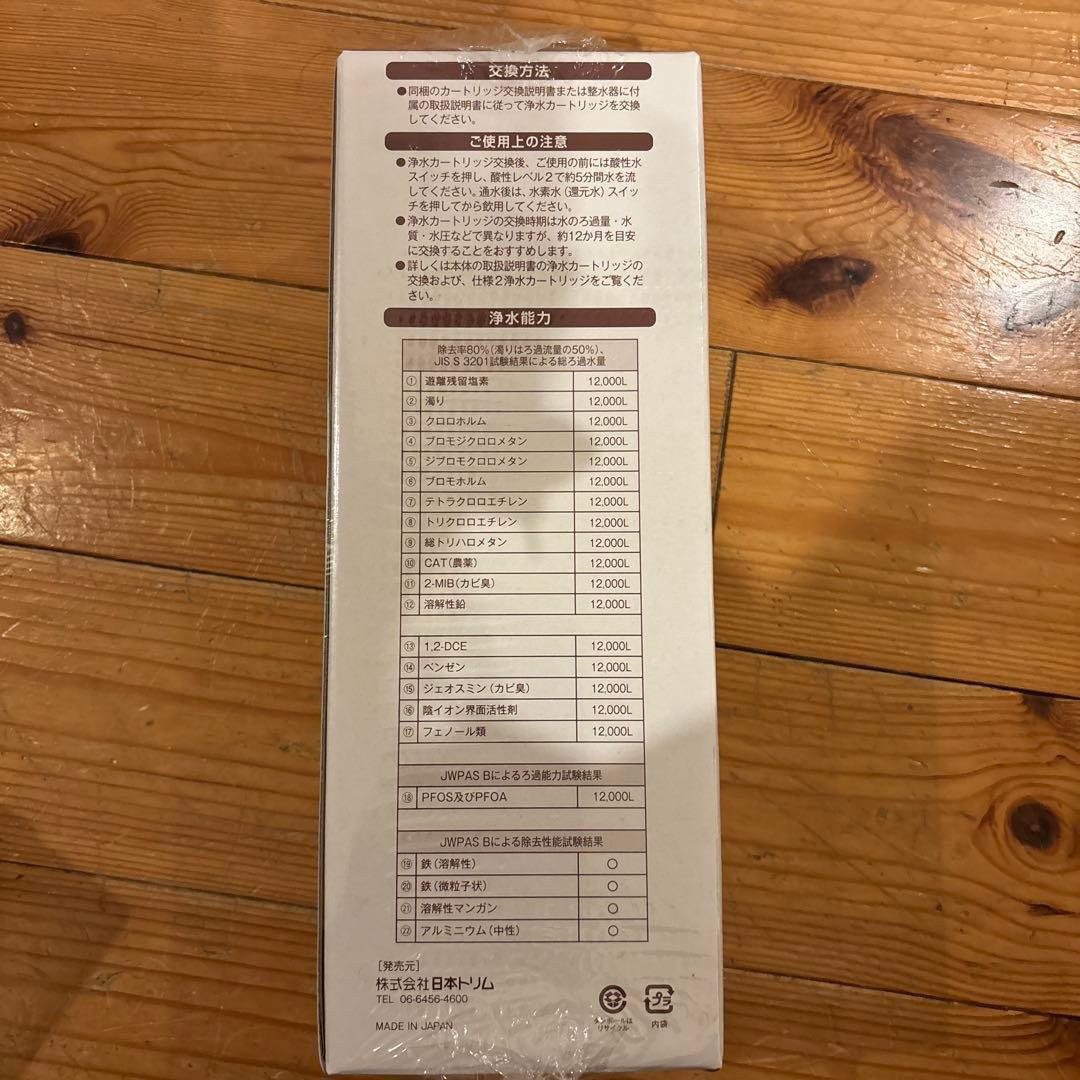 交換方法
●同梱のカートリッジ交換説明書または整水器に付
属の取扱説明書に従って浄水カートリッジを交換
してください。
ご使用上の注意
●浄水カートリッジ交換後、ご使用の前には酸性水
スイッチを押し、酸性レベル2で約5分間水を流
してください。通水後は、水素水(還元水)スイッ
チを押してから飲用してください。
●浄水カートリッジの交換時期は水のろ過量・水
質・水圧などで異なりますが、約12か月を目安
に交換することをおすすめします。
●詳しくは本体の取扱説明書の浄水カートリッジの
交換および、仕様2浄水カートリッジをご覧くだ
さい。
浄水能力
除去率80%(濁りはろ過流量の50%)、
JIS S 3201試験結果による総ろ過水量
① 遊離残留塩素 12,000L
② 濁り 12,000L
③ クロロホルム 12,000L
④ ブロモジクロロメタン 12,000L
⑤ ジブロモクロロメタン 12,000L
⑥ ブロモホルム 12,000L
⑦ テトラクロロエチレン 12,000L
⑧ トリクロロエチレン 12,000L
⑨ 総トリハロメタン 12,000L
⑩ CAT(農薬) 12,000L
⑪ 2-MIB(カビ臭) 12,000L
⑫ 溶解性鉛 12,000L
⑬ 1,2-DCE 12,000L
⑭ ベンゼン 12,000L
⑮ ジェオスミン(カビ臭) 12,000L
⑯ 陰イオン界面活性剤 12,000L
⑰ フェノール類 12,000L
JWPAS Bによるろ過能力試験結果
⑱ PFOS及びPFOA 12,000L
JWPAS Bによる除去性能試験結果
⑲ 鉄(溶解性) ○
⑳ 鉄(微粒子状) ○
㉑ 溶解性マンガン ○
㉒ アルミニウム(中性) ○
[発売元]
株式会社日本トリム
TEL 06-6456-4600
MADE IN JAPAN
ダンボールは
リサイクル
プラ
内袋